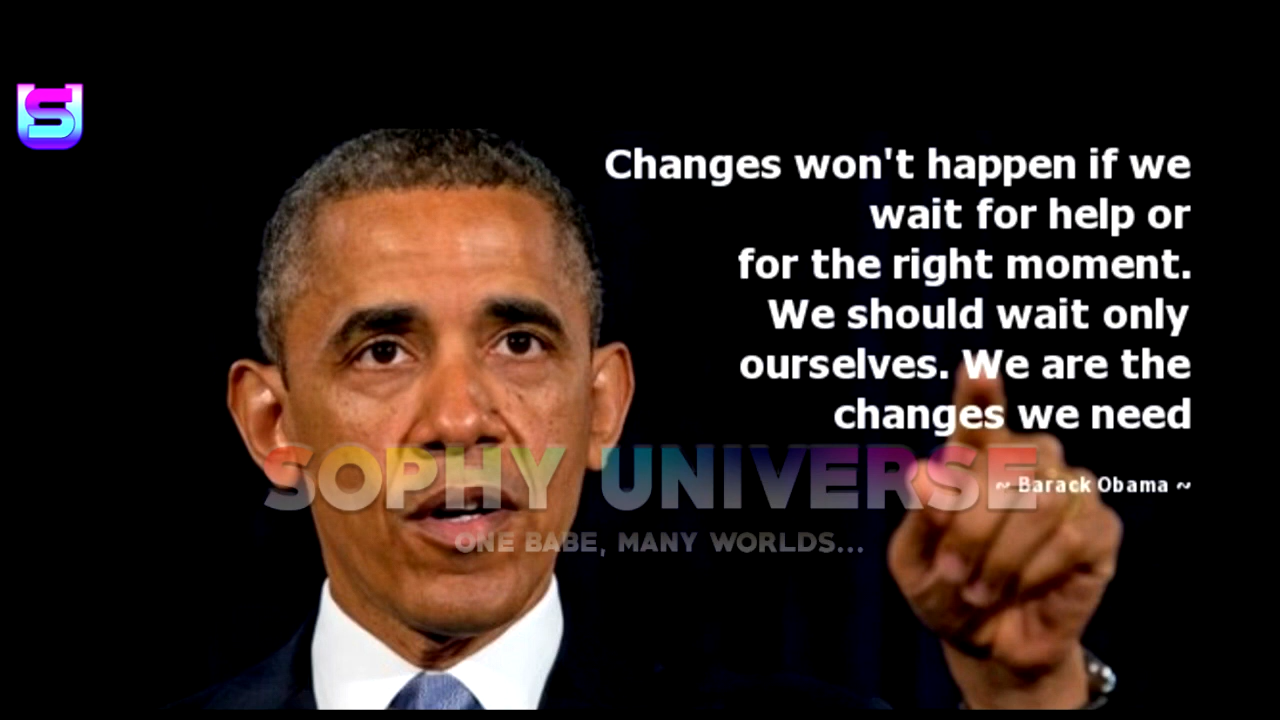 Changes won't happen if we
wait for help or
for the right moment.
We should wait only
ourselves. We are the
changes we need
~ Barack Obama ~
SOPHY UNIVERSE
ONE BABE, MANY WORLDS...